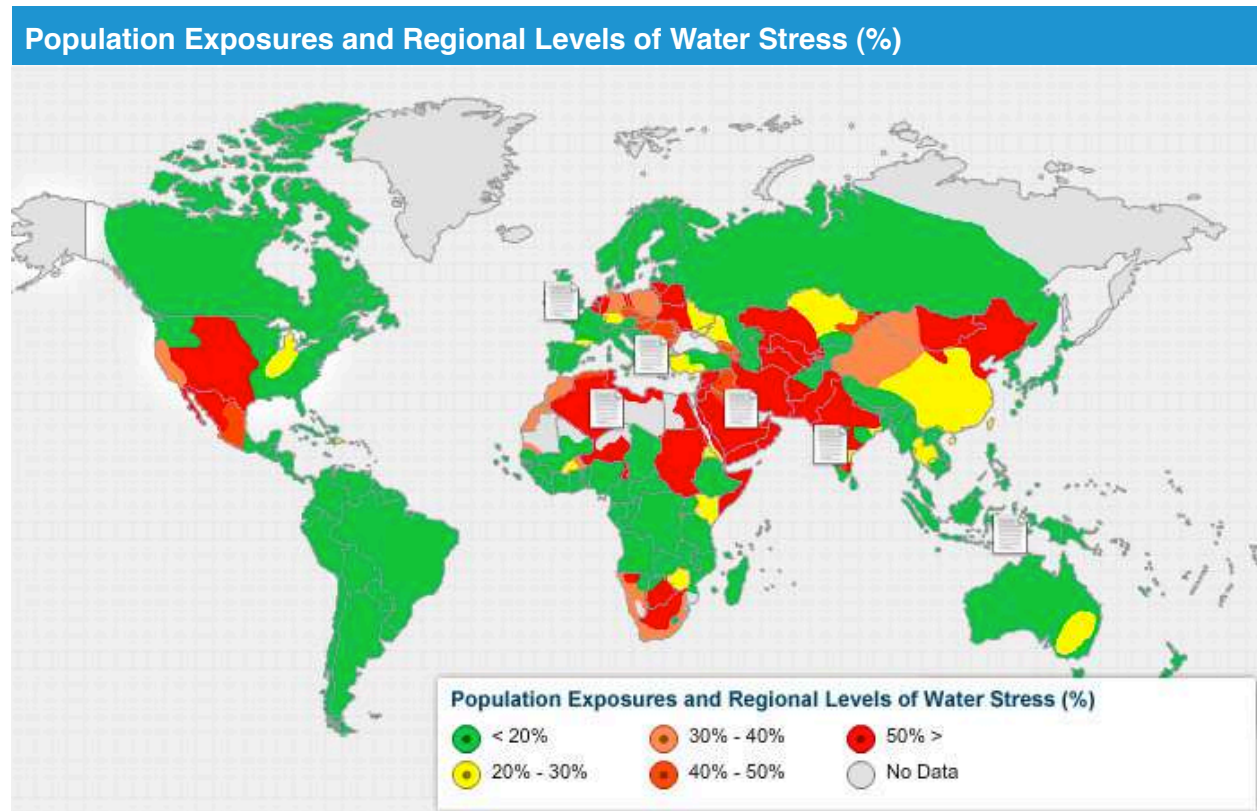 Population Exposures and Regional Levels of Water Stress (%)
Population Exposures and Regional Levels of Water Stress (%)
< 20%
30% - 40%
50% >
20% - 30%
40% - 50%
No Data